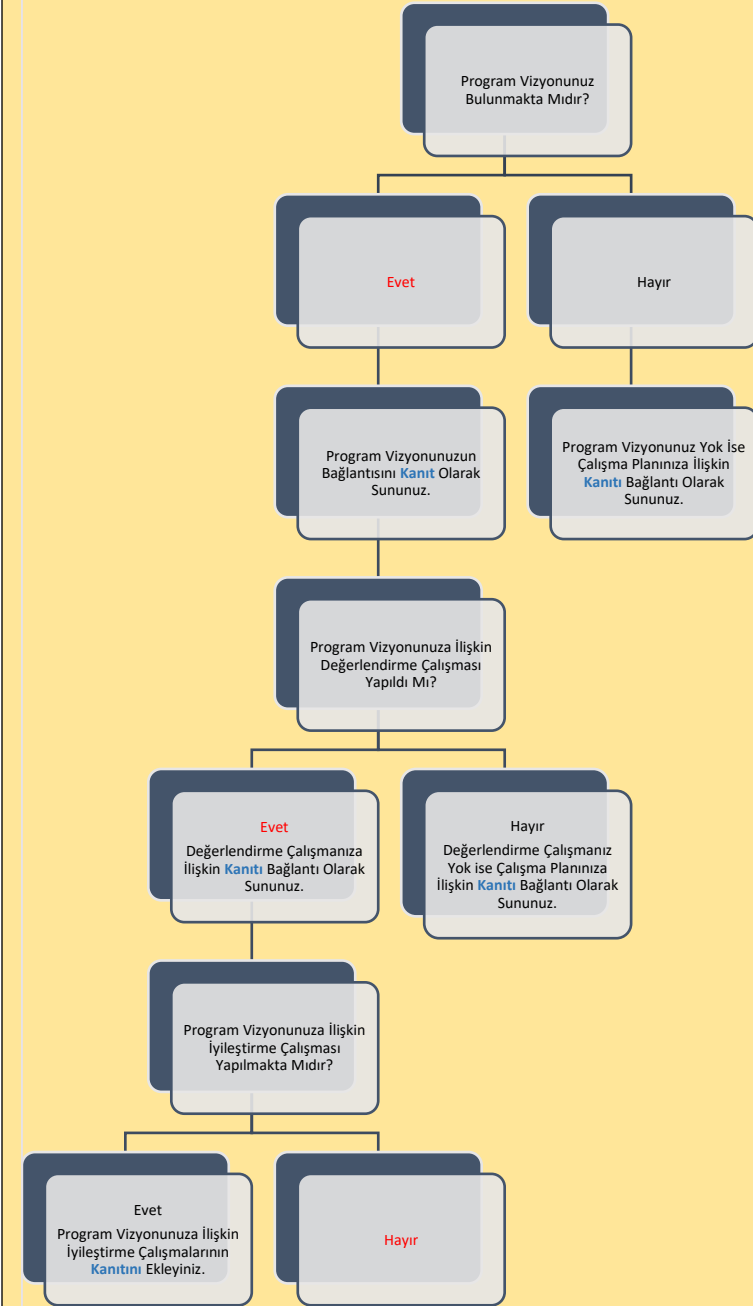 Program Vizyonunuz
Bulunmakta Mıdır?
Evet
Hayır
Program Vizyonunuzun
Bağlantısını Kanıt Olarak
Sununuz.
Program Vizyonunuz Yok İse
Çalışma Planınıza İlişkin
Kanıtı Bağlantı Olarak
Sununuz.
Program Vizyonunuza İlişkin
Değerlendirme Çalışması
Yapıldı Mı?
Evet
Değerlendirme Çalışmanıza
İlişkin Kanıtı Bağlantı Olarak
Sununuz.
Hayır
Değerlendirme Çalışmanız
Yok ise Çalışma Planınıza
İlişkin Kanıtı Bağlantı Olarak
Sununuz.
Program Vizyonunuza İlişkin
İyileştirme Çalışması
Yapılmakta Mıdır?
Evet
Program Vizyonunuza İlişkin
İyileştirme Çalışmalarının
Kanıtını Ekleyiniz.
Hayır